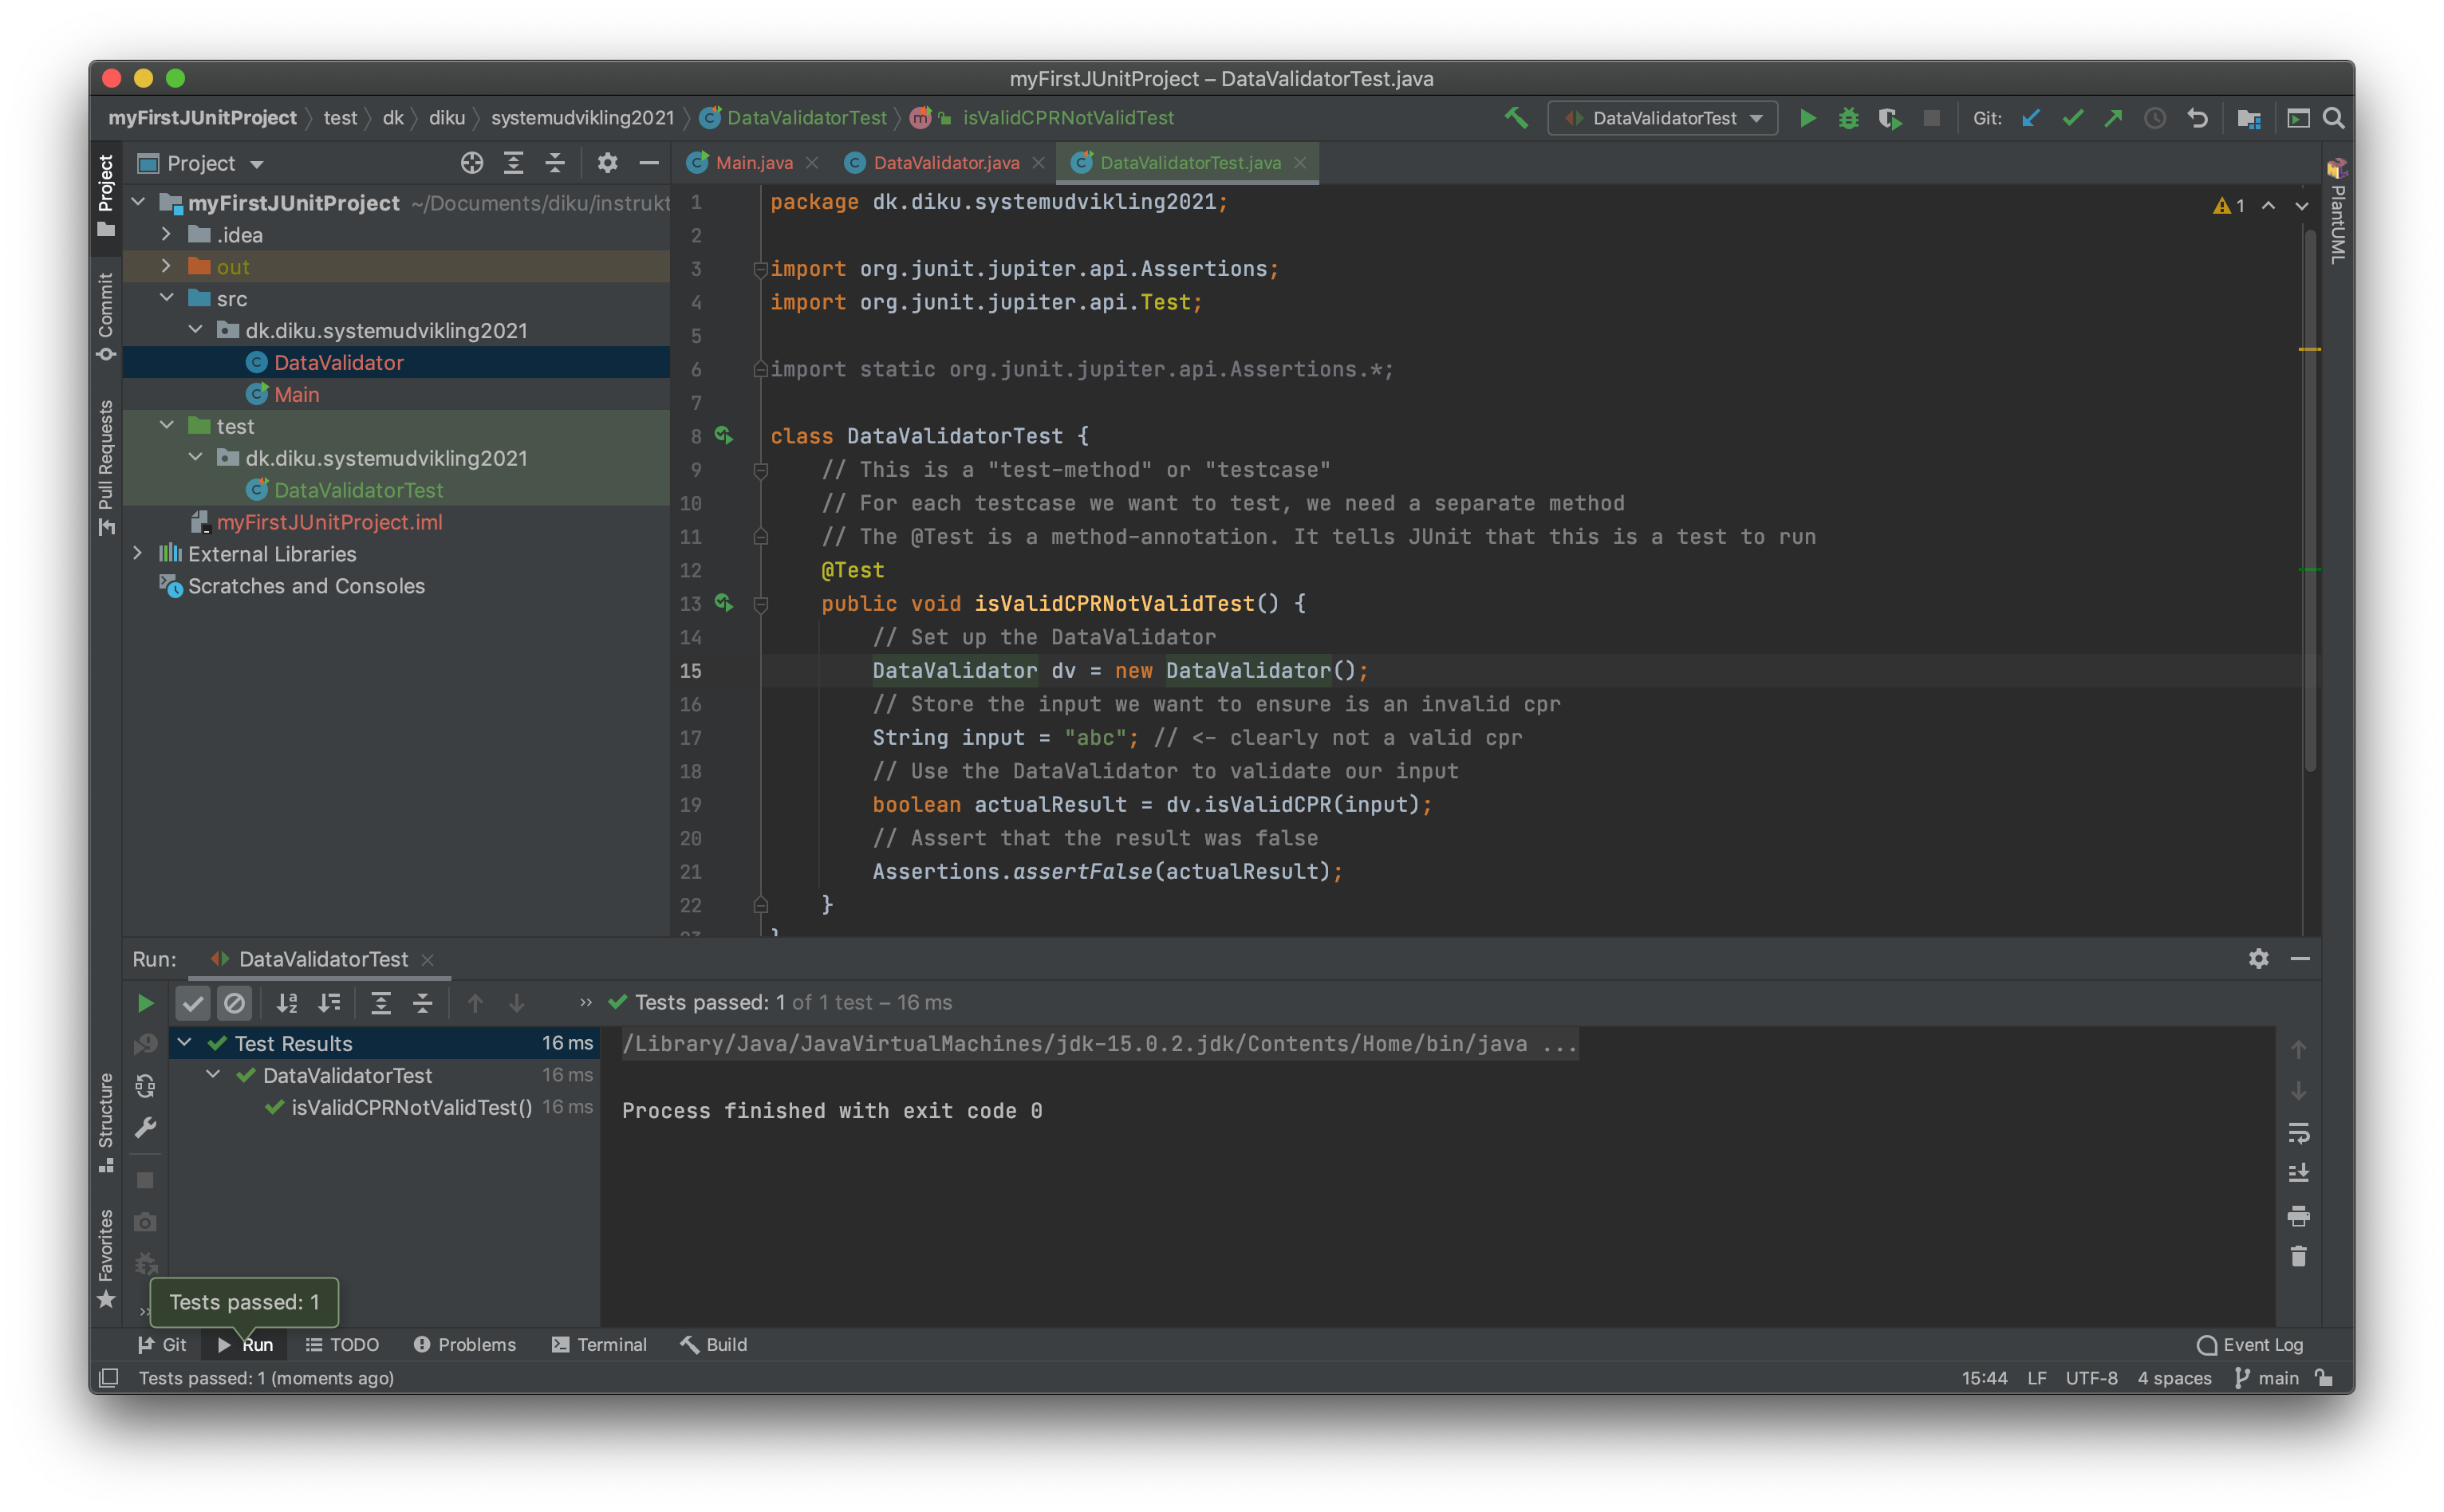 myFirstJUnitProject – DataValidatorTest.java
myFirstJUnitProject test dk diku systemudvikling2021 DataValidatorTest isValidCPRNotValidTest DataValidatorTest Git:
Project
Main.java DataValidator.java DataValidatorTest.java
Project
Commit
Pull Requests
Structure
Favorites
PlantUML
myFirstJUnitProject ~/Documents/diku/instrukt
.idea
out
src
dk.diku.systemudvikling2021
DataValidator
Main
test
dk.diku.systemudvikling2021
DataValidatorTest
myFirstJUnitProject.iml
External Libraries
Scratches and Consoles
1
1 package dk.diku.systemudvikling2021;
2
3 import org.junit.jupiter.api.Assertions;
4 import org.junit.jupiter.api.Test;
5
6 import static org.junit.jupiter.api.Assertions.*;
7
8 class DataValidatorTest {
9 // This is a "test-method" or "testcase"
10 // For each testcase we want to test, we need a separate method
11 // The @Test is a method-annotation. It tells JUnit that this is a test to run
12 @Test
13 public void isValidCPRNotValidTest() {
14 // Set up the DataValidator
15 DataValidator dv = new DataValidator();
16 // Store the input we want to ensure is an invalid cpr
17 String input = "abc"; // <- clearly not a valid cpr
18 // Use the DataValidator to validate our input
19 boolean actualResult = dv.isValidCPR(input);
20 // Assert that the result was false
21 Assertions.assertFalse(actualResult);
22 }
Run: DataValidatorTest
Tests passed: 1 of 1 test – 16 ms
Test Results 16 ms
DataValidatorTest 16 ms
isValidCPRNotValidTest() 16 ms
/Library/Java/JavaVirtualMachines/jdk-15.0.2.jdk/Contents/Home/bin/java ...
Process finished with exit code 0
Tests passed: 1
Git Run TODO Problems Terminal Build Event Log
Tests passed: 1 (moments ago) 15:44 LF UTF-8 4 spaces main